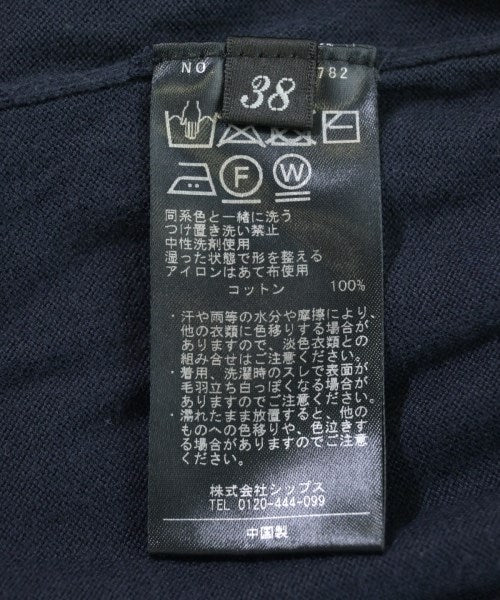 NO
782
38
F
W
同系色と一緒に洗う
つけ置き洗い禁止
中性洗剤使用
湿った状態で形を整える
アイロンはあて布使用
コットン 100%
・汗や雨等の水分や摩擦により、
他の衣類に色移りする場合が
ありますので、淡色衣類との
組み合せはご注意ください。
・着用、洗濯時のスレで表面が
毛羽立ち白っぽくなる場合が
ありますのでご注意ください。
・濡れたまま放置すると、他の
ものへの色移りや、色泣きす
る場合がありますのでご注意
ください。
株式会社シップス
TEL 0120-444-099
中国製